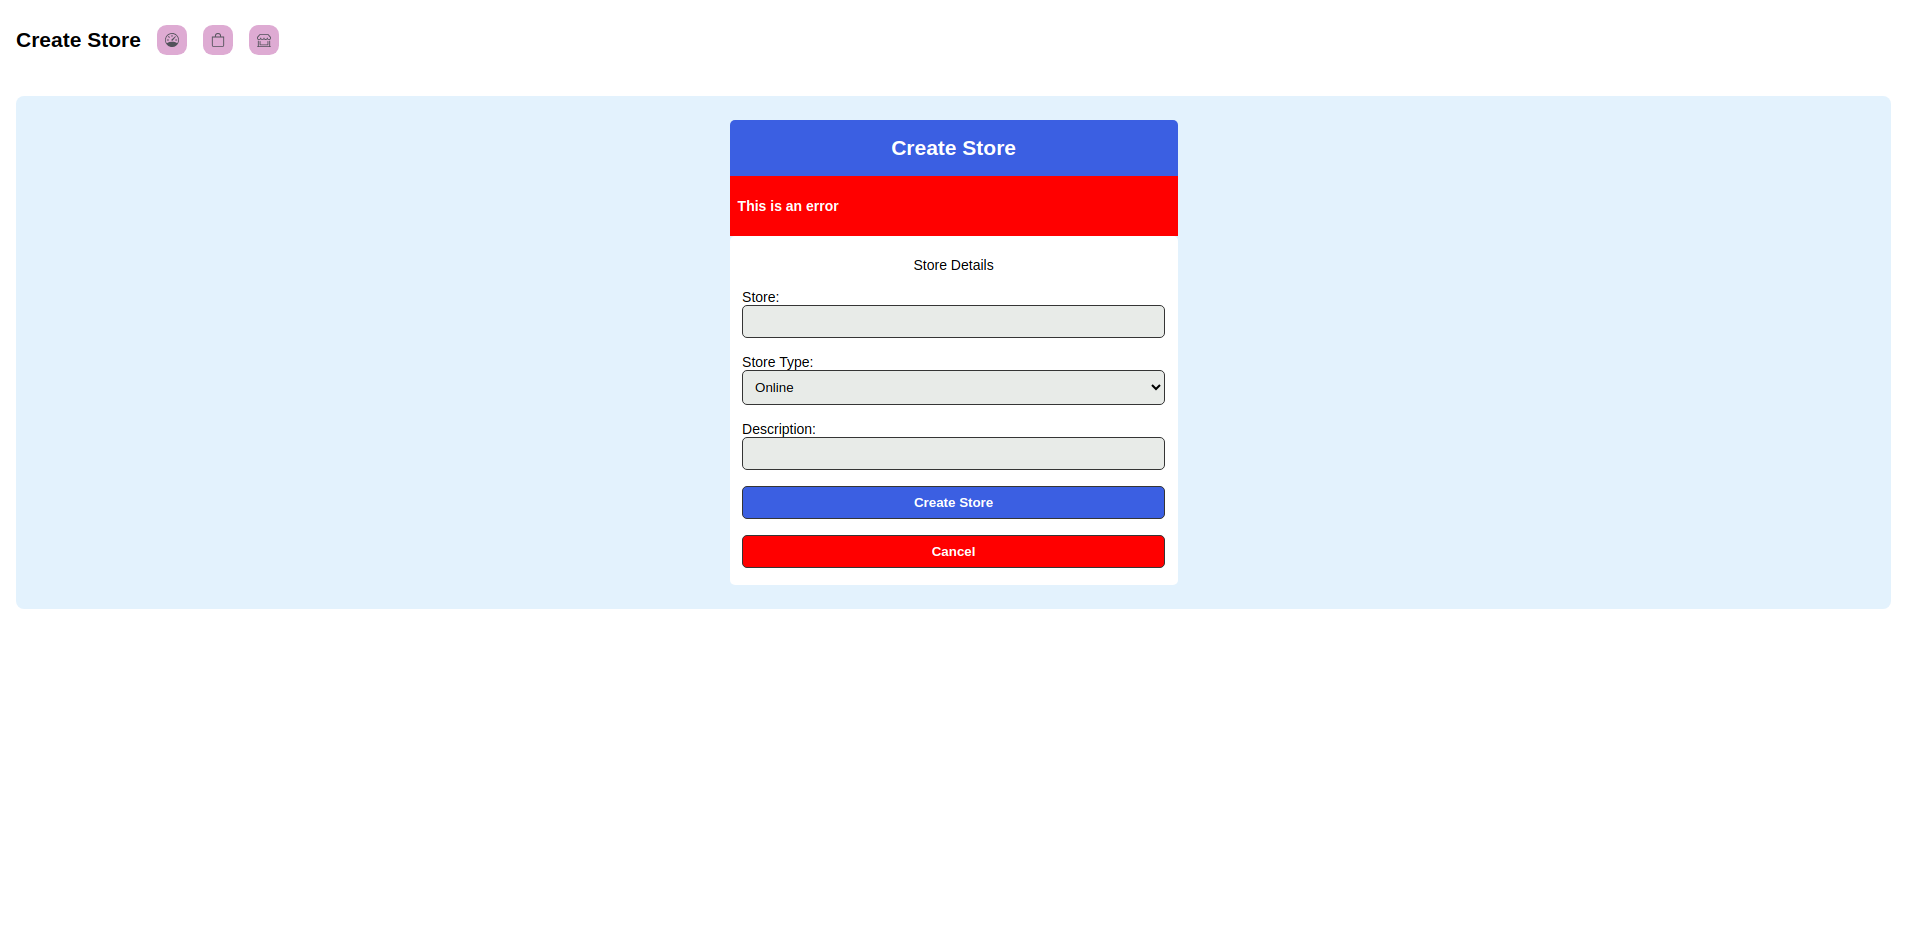 Create Store
Create Store
This is an error
Store Details
Store:
Store Type:
Online
Description:
Create Store
Cancel